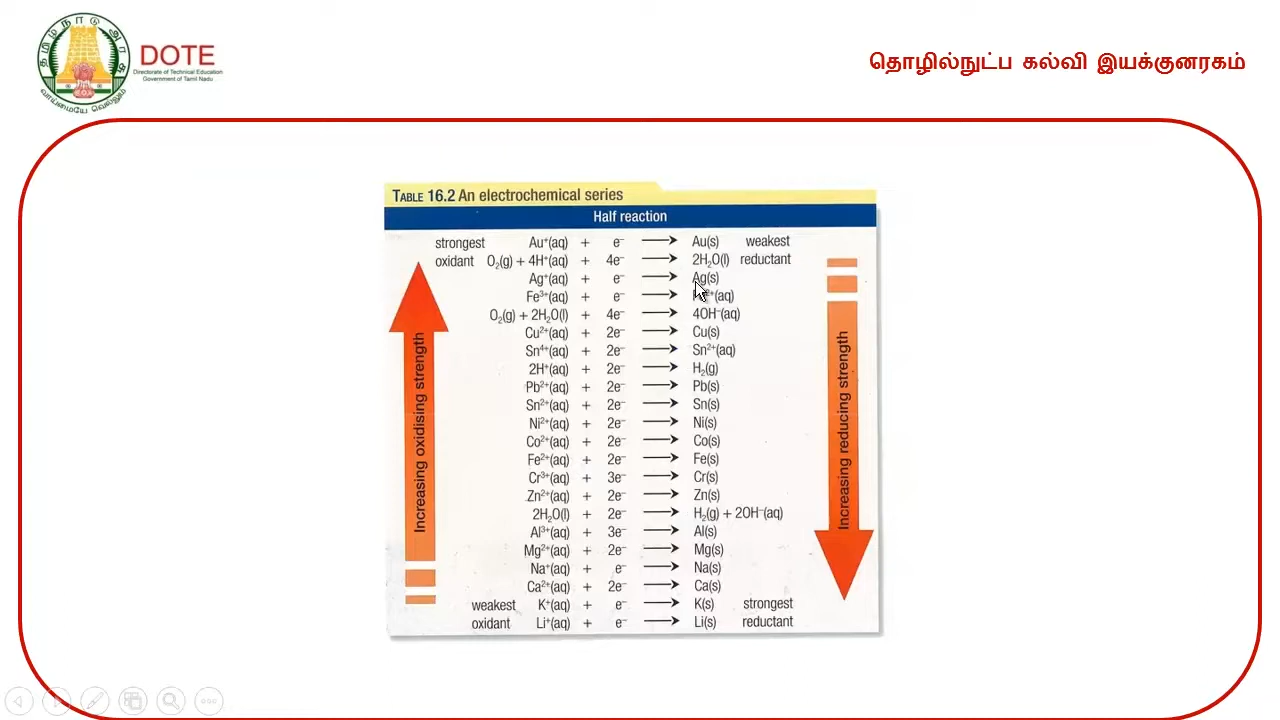 தமிழ்நாடு அரசு
வாய்மையே வெல்லும்
DOTE
Directorate of Technical Education
Government of Tamil Nadu
தொழில்நுட்ப கல்வி இயக்குனரகம்
TABLE 16.2 An electrochemical series
Half reaction
strongest Au⁺(aq) + e⁻ ⟶ Au(s) weakest
oxidant O₂(g) + 4H⁺(aq) + 4e⁻ ⟶ 2H₂O(l) reductant
Ag⁺(aq) + e⁻ ⟶ Ag(s)
Fe³⁺(aq) + e⁻ ⟶ ²⁺(aq)
O₂(g) + 2H₂O(l) + 4e⁻ ⟶ 4OH⁻(aq)
Cu²⁺(aq) + 2e⁻ ⟶ Cu(s)
Sn⁴⁺(aq) + 2e⁻ ⟶ Sn²⁺(aq)
2H⁺(aq) + 2e⁻ ⟶ H₂(g)
Pb²⁺(aq) + 2e⁻ ⟶ Pb(s)
Sn²⁺(aq) + 2e⁻ ⟶ Sn(s)
Ni²⁺(aq) + 2e⁻ ⟶ Ni(s)
Co²⁺(aq) + 2e⁻ ⟶ Co(s)
Fe²⁺(aq) + 2e⁻ ⟶ Fe(s)
Cr³⁺(aq) + 3e⁻ ⟶ Cr(s)
Zn²⁺(aq) + 2e⁻ ⟶ Zn(s)
2H₂O(l) + 2e⁻ ⟶ H₂(g) + 2OH⁻(aq)
Al³⁺(aq) + 3e⁻ ⟶ Al(s)
Mg²⁺(aq) + 2e⁻ ⟶ Mg(s)
Na⁺(aq) + e⁻ ⟶ Na(s)
Ca²⁺(aq) + 2e⁻ ⟶ Ca(s)
weakest K⁺(aq) + e⁻ ⟶ K(s) strongest
oxidant Li⁺(aq) + e⁻ ⟶ Li(s) reductant
Increasing oxidising strength
Increasing reducing strength